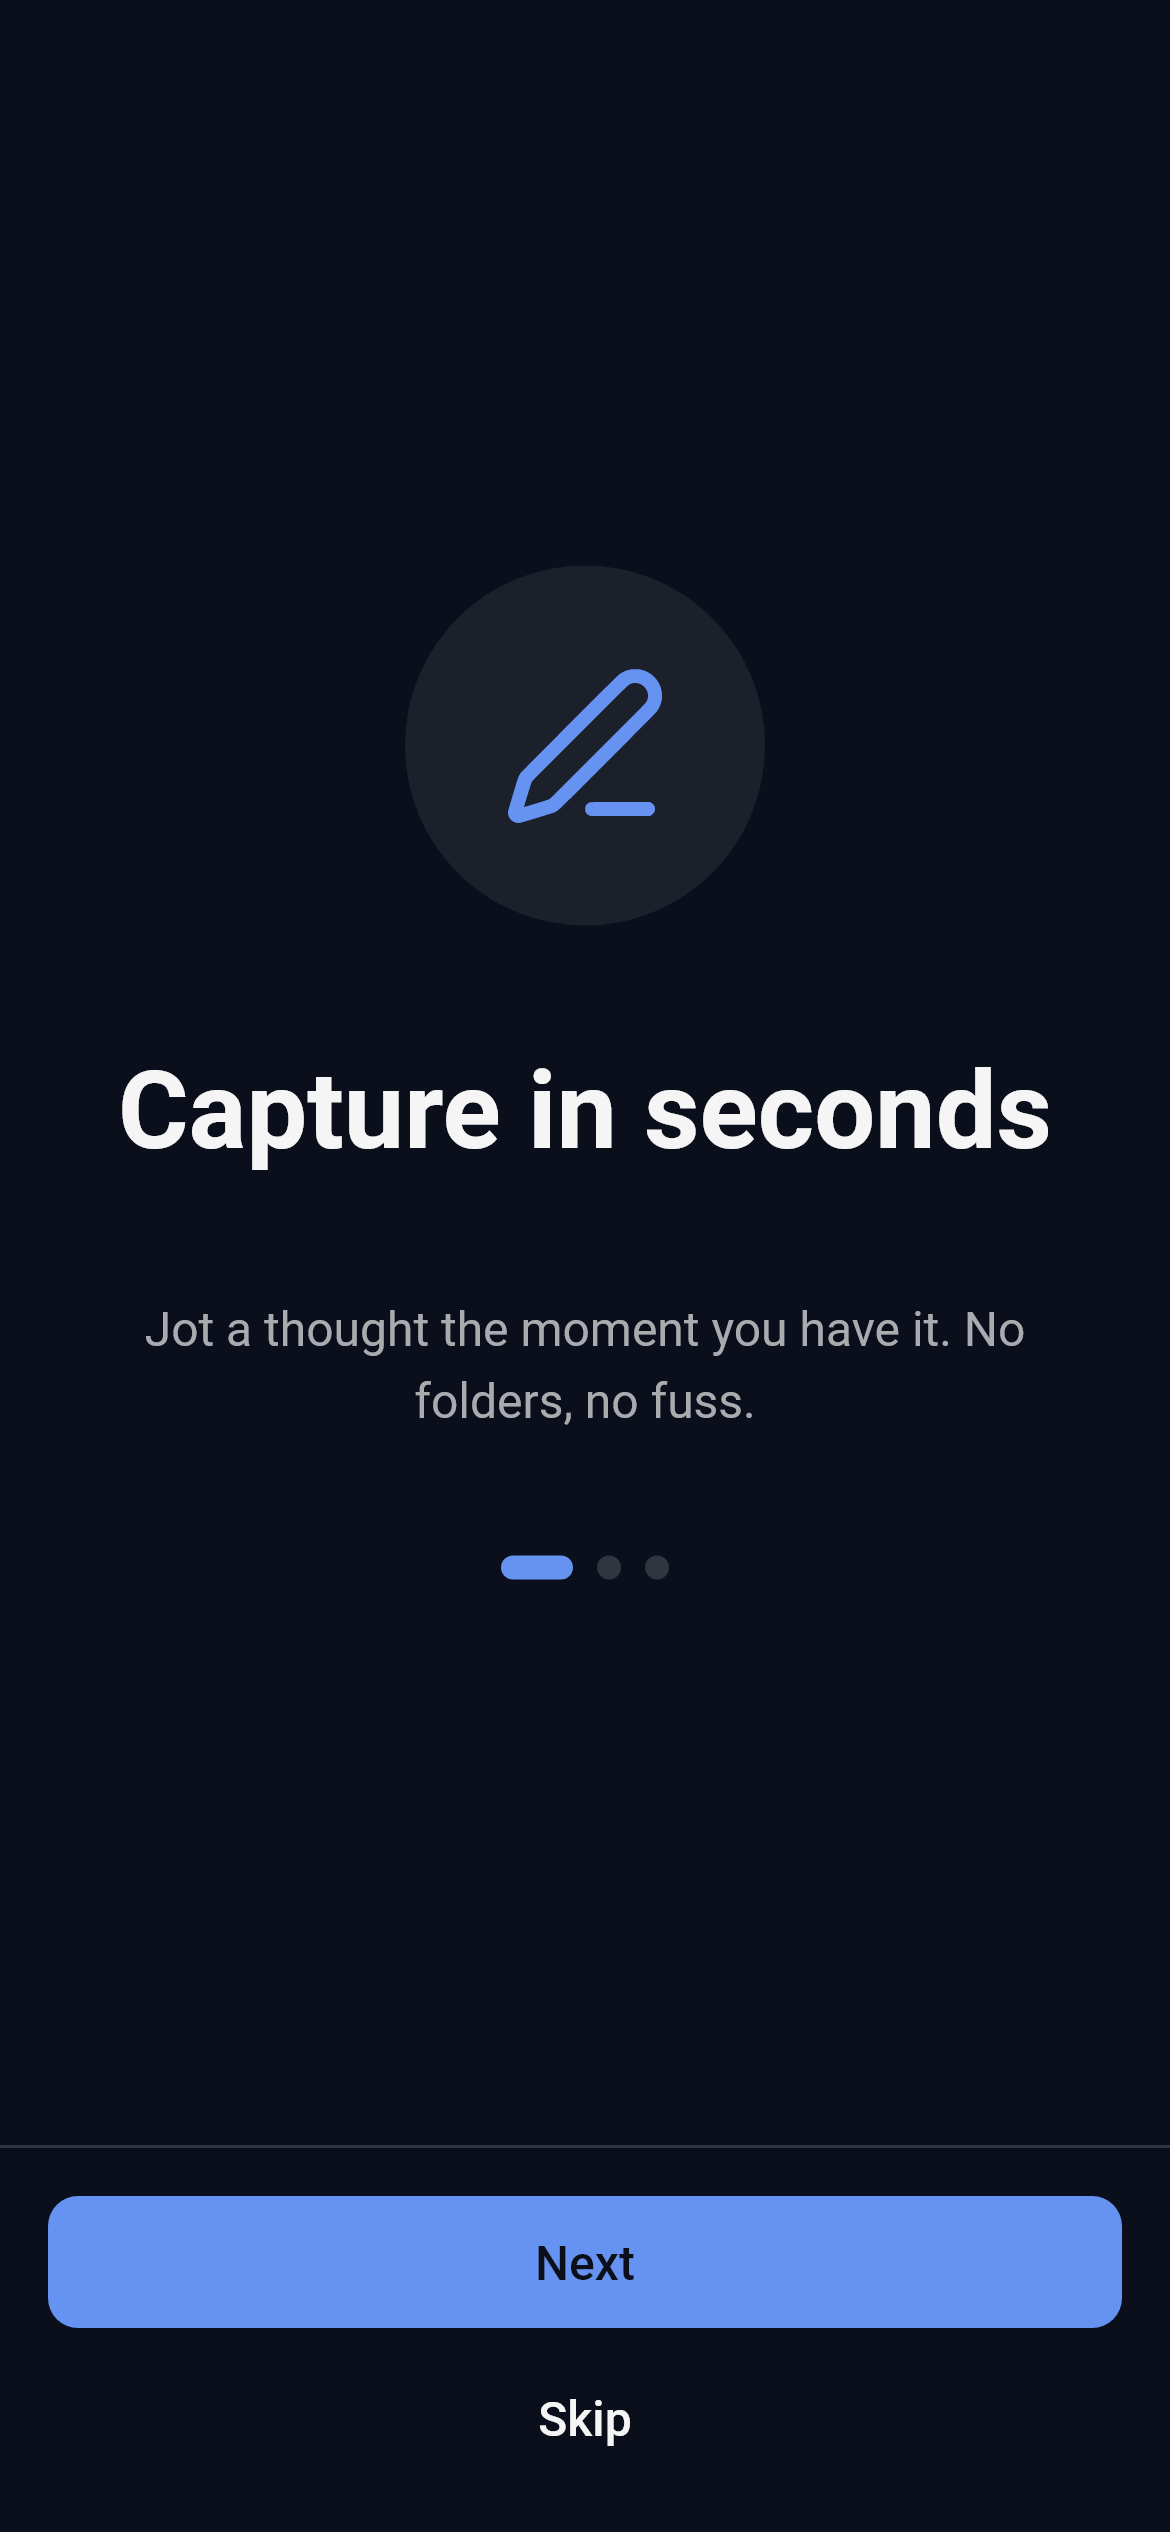 Capture in seconds
Jot a thought the moment you have it. No
folders, no fuss.
Next
Skip